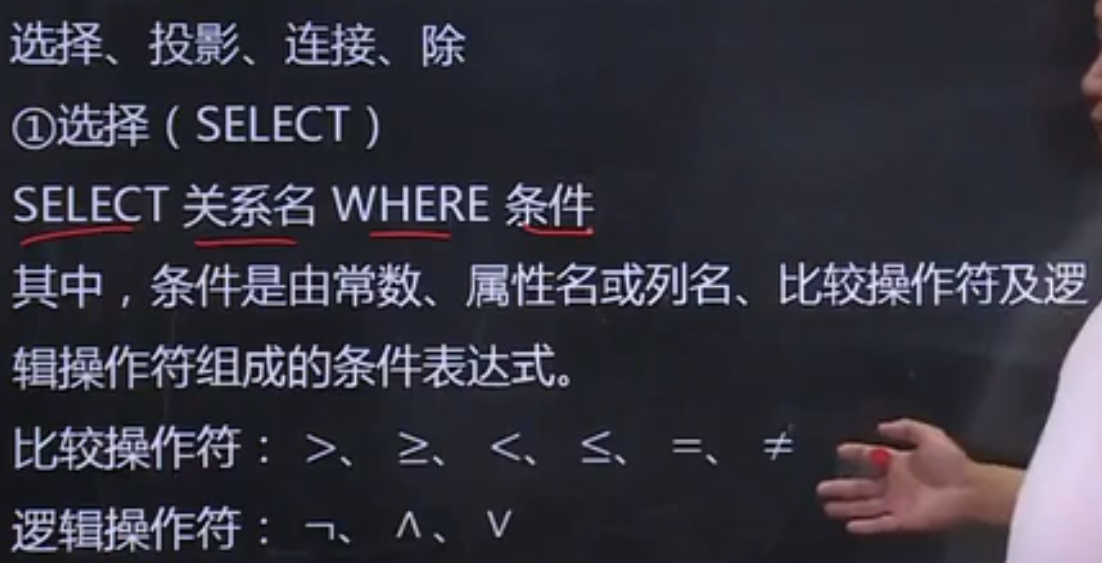 选择、投影、连接、除
①选择（SELECT）
SELECT 关系名 WHERE 条件
其中，条件是由常数、属性名或列名、比较操作符及逻
辑操作符组成的条件表达式。
比较操作符： >、 ≥、 <、 ≤、 =、 ≠
逻辑操作符： ¬、 ∧、 ∨